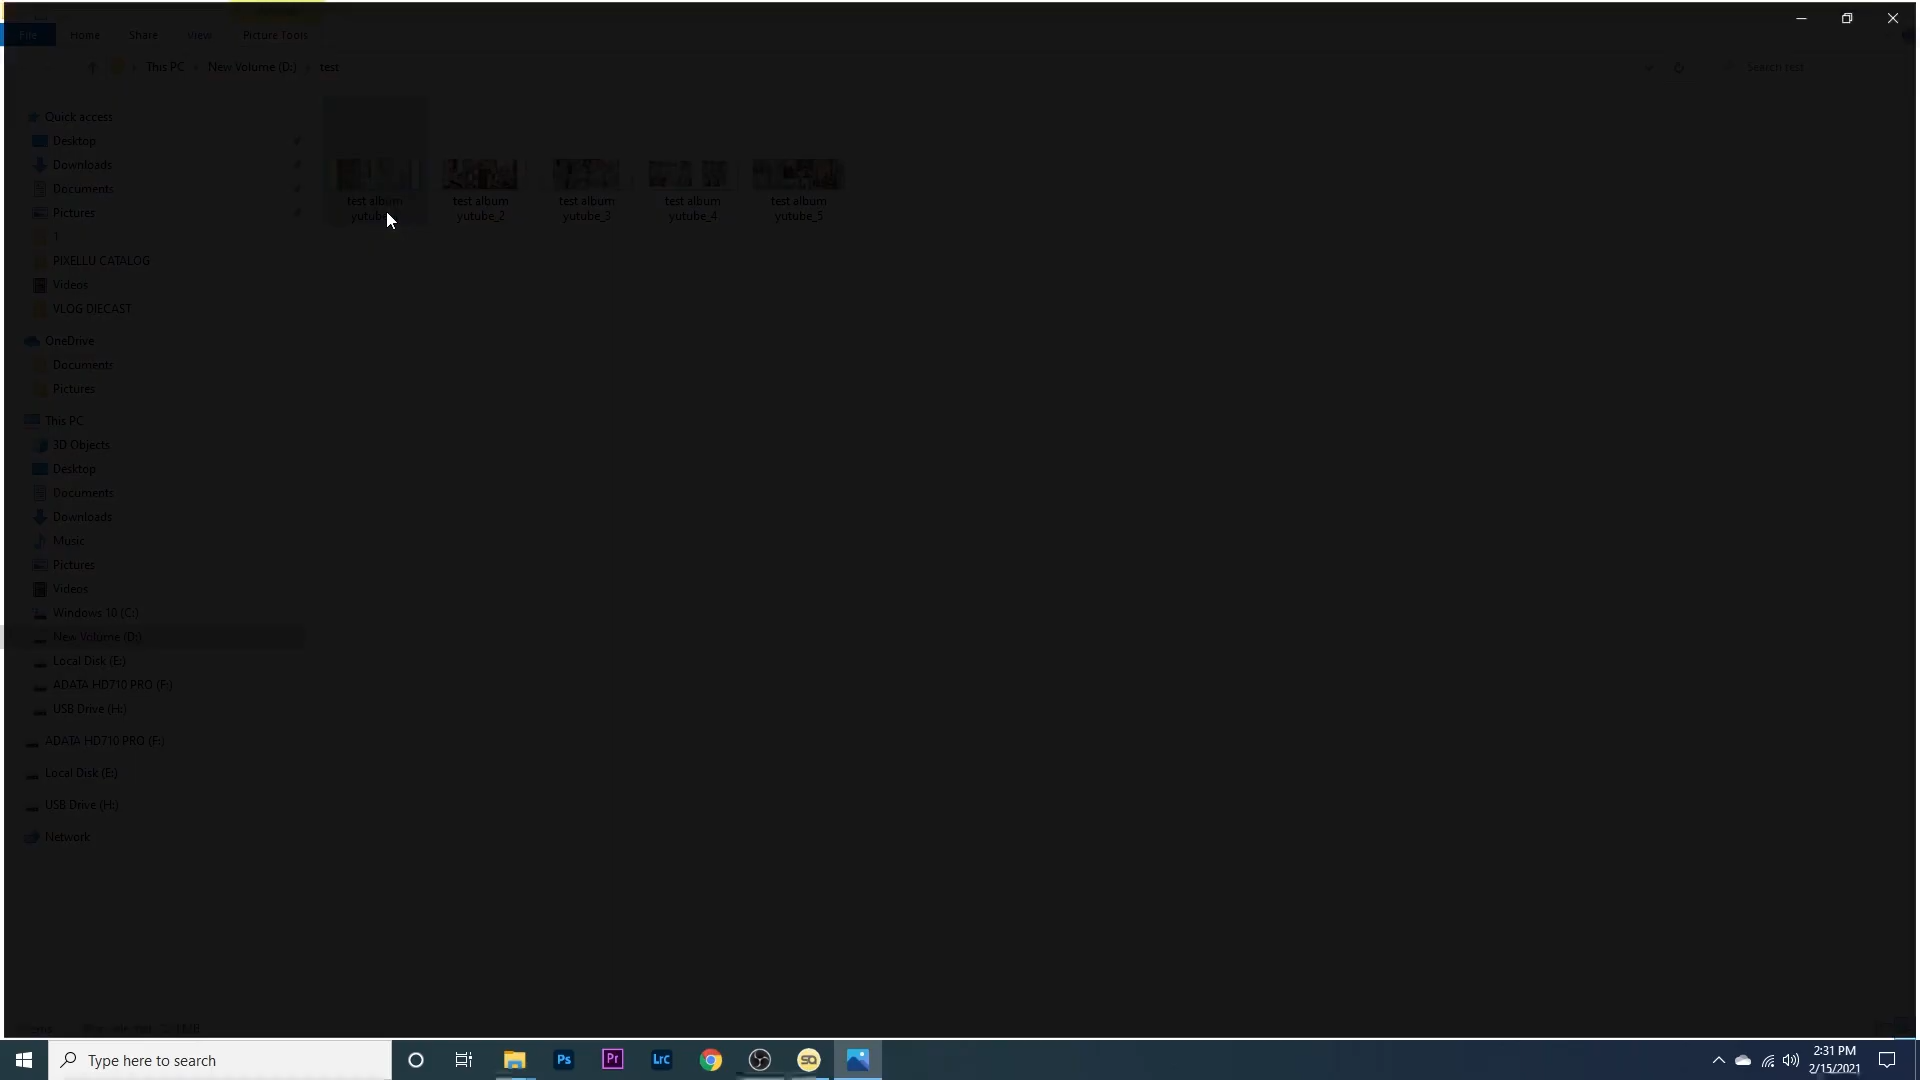 File Home Share View Picture Tools
This PC New Volume (D:) test Search test
Quick access
Desktop
Downloads
Documents
Pictures
1
PIXELLU CATALOG
Videos
VLOG DIECAST
OneDrive
Documents
Pictures
This PC
3D Objects
Desktop
Documents
Downloads
Music
Pictures
Videos
Windows 10 (C:)
New Volume (D:)
Local Disk (E:)
ADATA HD710 PRO (F:)
USB Drive (H:)
ADATA HD710 PRO (F:)
Local Disk (E:)
USB Drive (H:)
Network
test album
test album
yutube_2
test album
yutube_3
test album
yutube_4
test album
yutube_5
Type here to search
Ps
Pr
Lrc
2:31 PM
2/15/2021